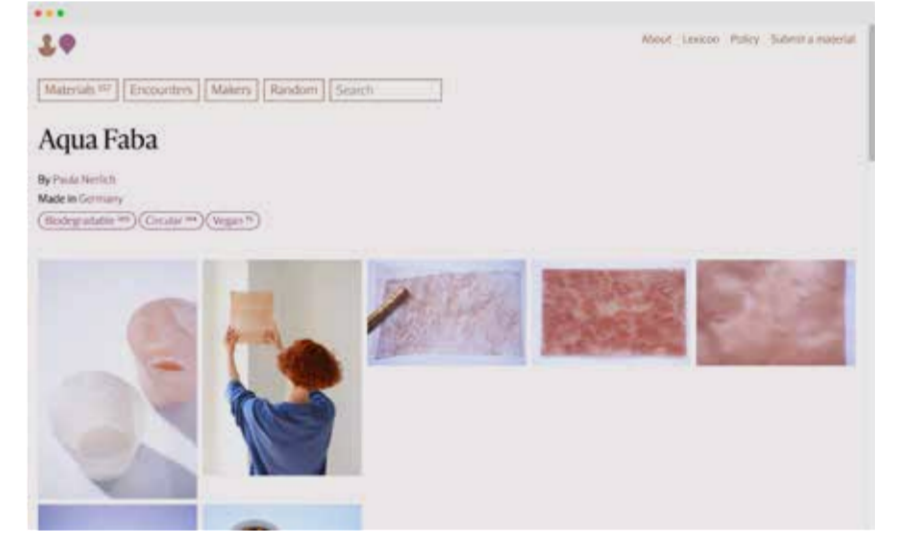 About Lexicon Policy Submit a material
Materials Encounters Makers Random Search
Aqua Faba
By Paula Nerlich
Made in Germany
Biodegradable Circular Vegan